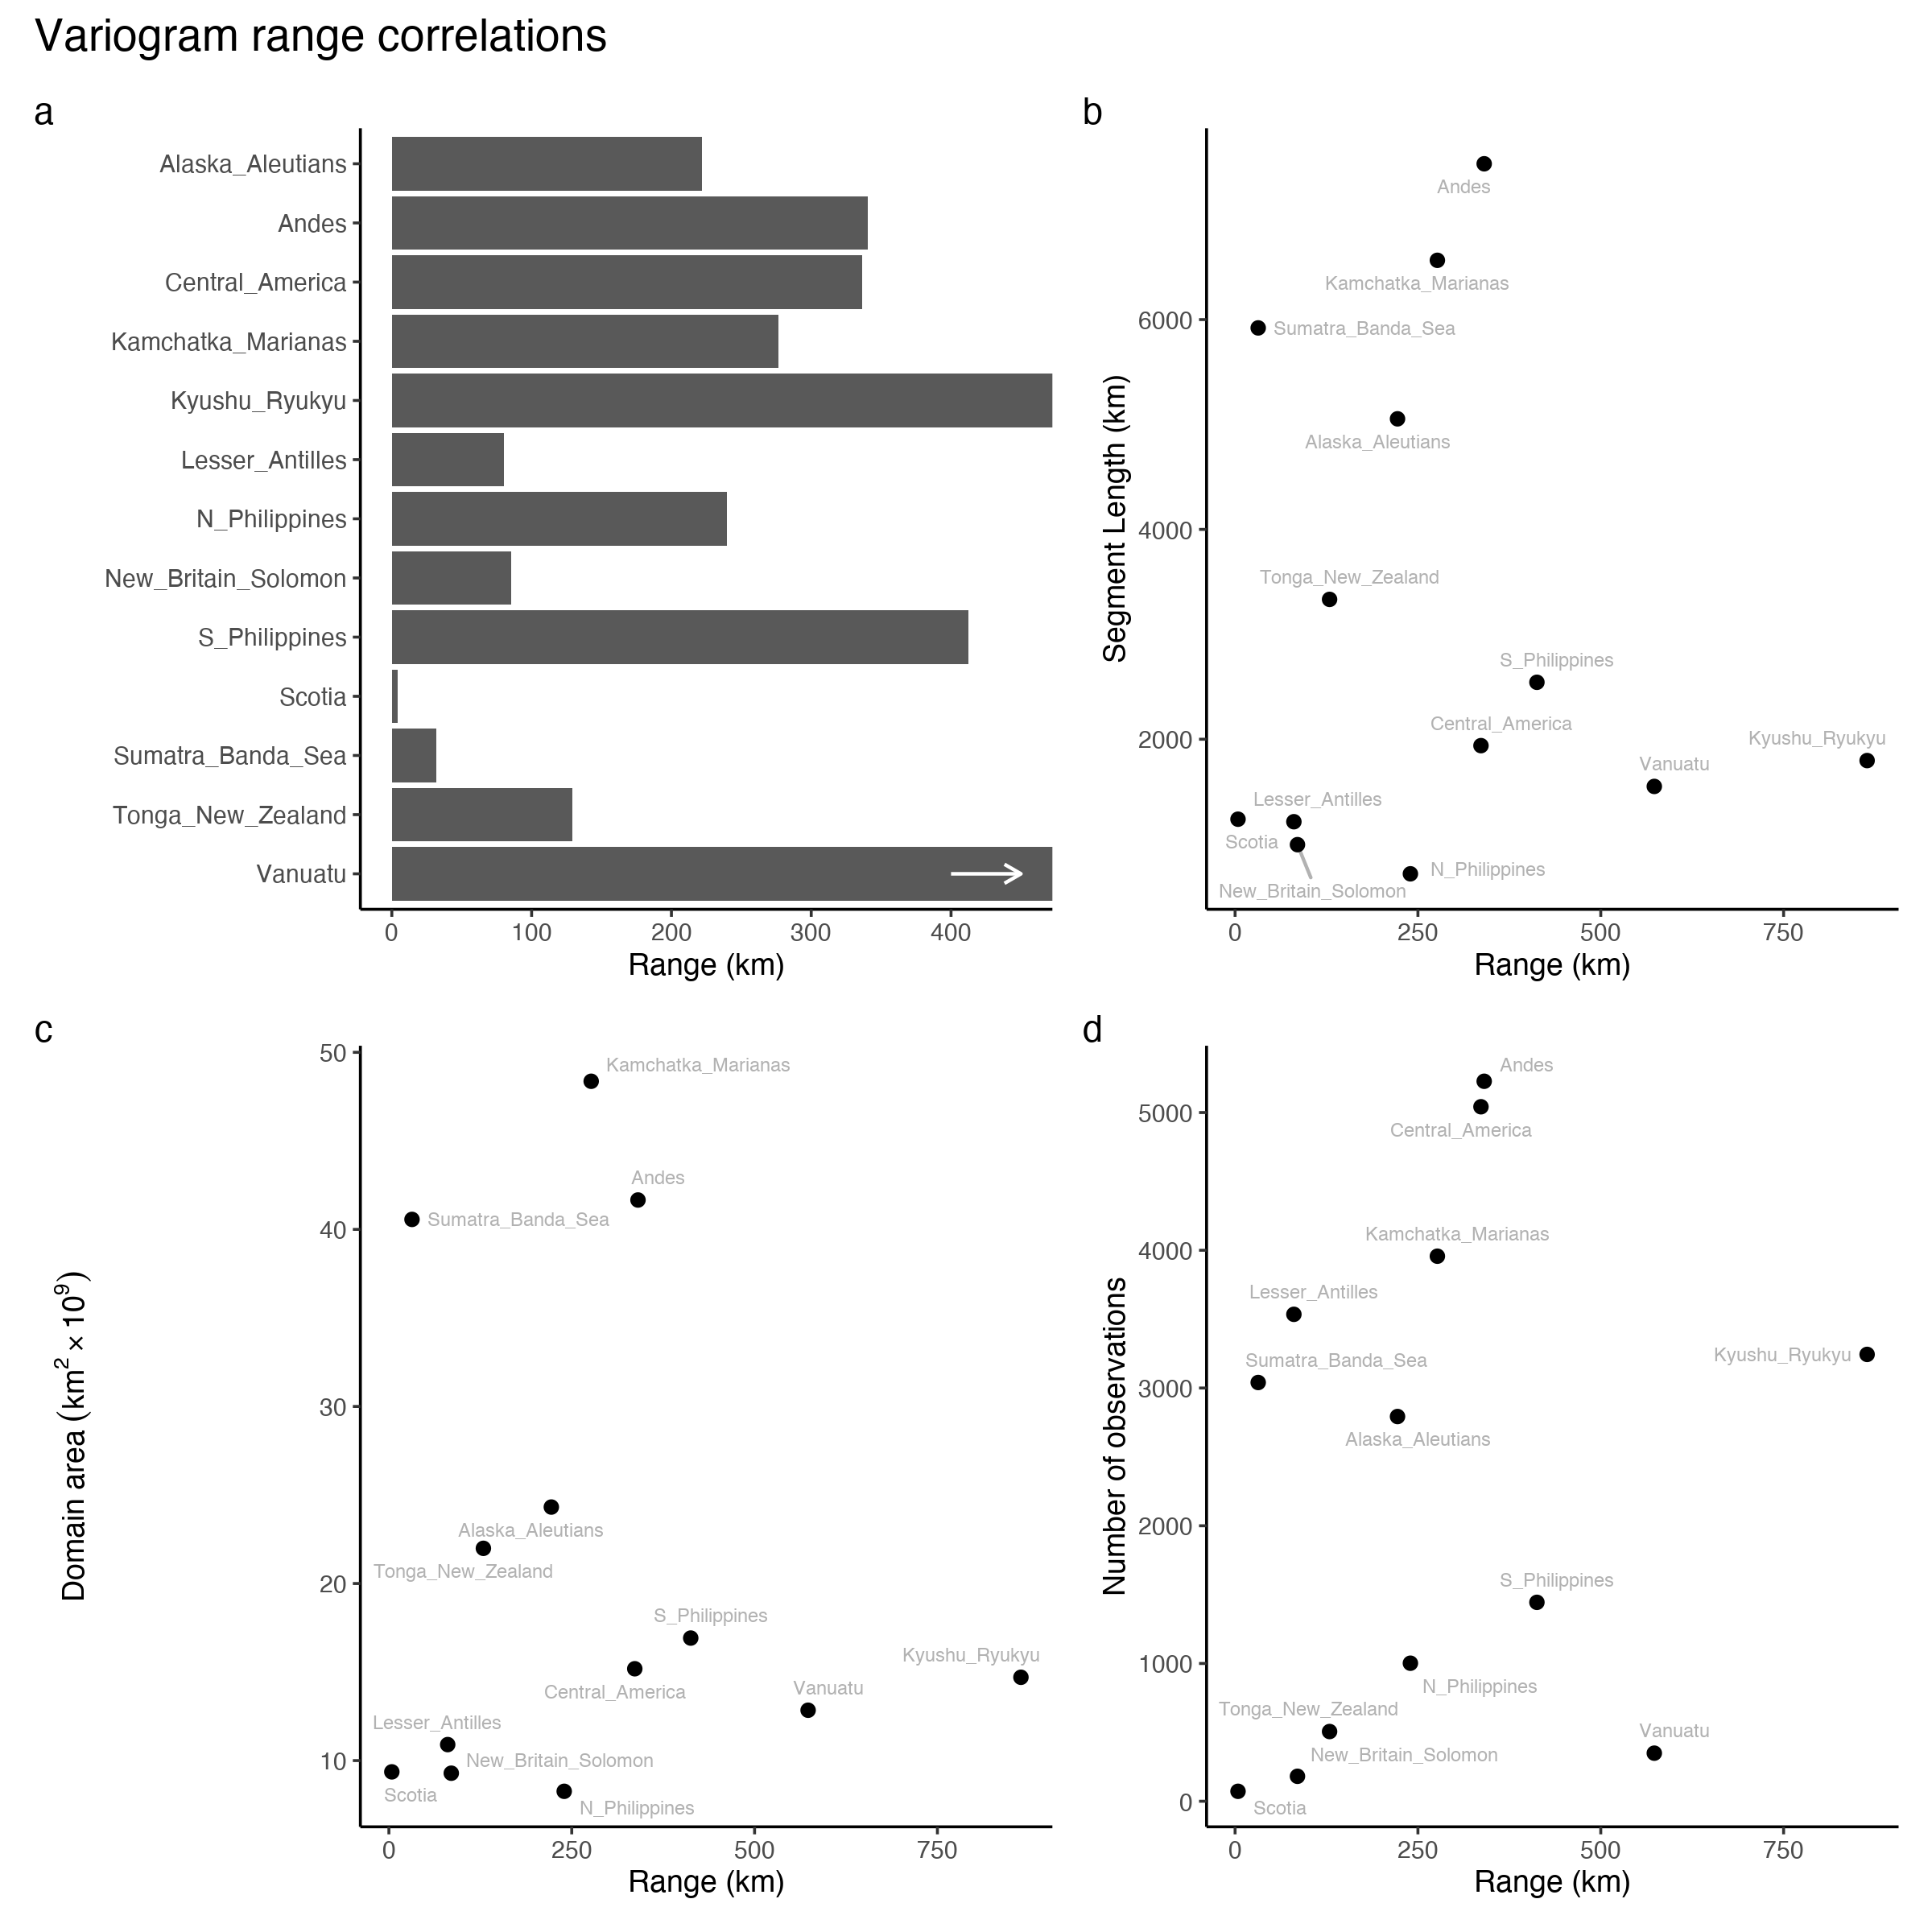 Variogram range correlations
a
Alaska_Aleutians
Andes
Central_America
Kamchatka_Marianas
Kyushu_Ryukyu
Lesser_Antilles
N_Philippines
New_Britain_Solomon
S_Philippines
Scotia
Sumatra_Banda_Sea
Tonga_New_Zealand
Vanuatu
0 100 200 300 400
Range (km)
b
Segment Length (km)
6000
4000
2000
Andes
Kamchatka_Marianas
Sumatra_Banda_Sea
Alaska_Aleutians
Tonga_New_Zealand
S_Philippines
Central_America
Kyushu_Ryukyu
Vanuatu
Lesser_Antilles
Scotia
N_Philippines
New_Britain_Solomon
0 250 500 750
Range (km)
c
Domain area (km² × 10⁹)
50
40
30
20
10
Kamchatka_Marianas
Andes
Sumatra_Banda_Sea
Alaska_Aleutians
Tonga_New_Zealand
S_Philippines
Kyushu_Ryukyu
Central_America
Vanuatu
Lesser_Antilles
New_Britain_Solomon
Scotia
N_Philippines
0 250 500 750
Range (km)
d
Number of observations
5000
4000
3000
2000
1000
0
Andes
Central_America
Kamchatka_Marianas
Lesser_Antilles
Kyushu_Ryukyu
Sumatra_Banda_Sea
Alaska_Aleutians
S_Philippines
N_Philippines
Tonga_New_Zealand
Vanuatu
New_Britain_Solomon
Scotia
0 250 500 750
Range (km)